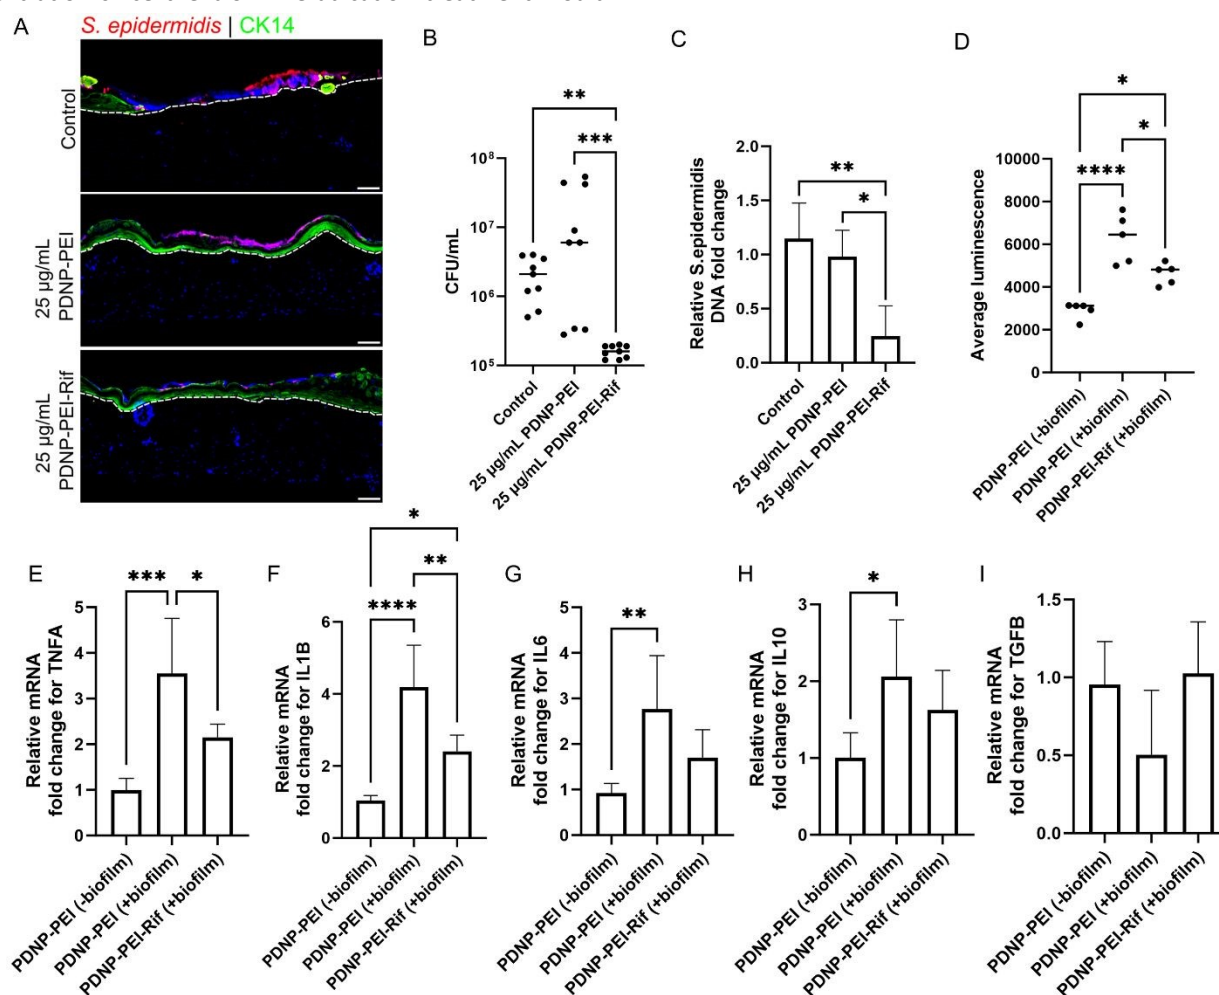 A
S. epidermidis | CK14
Control
25 µg/mL
PDNP-PEI
25 µg/mL
PDNP-PEI-Rif
B
**
***
CFU/mL
10⁸
10⁷
10⁶
10⁵
Control
25 µg/mL PDNP-PEI
25 µg/mL PDNP-PEI-Rif
C
**
*
Relative S.epidermidis
DNA fold change
2.0
1.5
1.0
0.5
0.0
Control
25 µg/mL PDNP-PEI
25 µg/mL PDNP-PEI-Rif
D
*
*
****
Average luminescence
10000
8000
6000
4000
2000
0
PDNP-PEI (-biofilm)
PDNP-PEI (+biofilm)
PDNP-PEI-Rif (+biofilm)
E
***
*
Relative mRNA
fold change for TNFA
5
4
3
2
1
0
PDNP-PEI (-biofilm)
PDNP-PEI (+biofilm)
PDNP-PEI-Rif (+biofilm)
F
*
**
****
Relative mRNA
fold change for IL1B
6
4
2
0
PDNP-PEI (-biofilm)
PDNP-PEI (+biofilm)
PDNP-PEI-Rif (+biofilm)
G
**
Relative mRNA
fold change for IL6
5
4
3
2
1
0
PDNP-PEI (-biofilm)
PDNP-PEI (+biofilm)
PDNP-PEI-Rif (+biofilm)
H
*
Relative mRNA
fold change for IL10
3
2
1
0
PDNP-PEI (-biofilm)
PDNP-PEI (+biofilm)
PDNP-PEI-Rif (+biofilm)
I
Relative mRNA
fold change for TGFB
1.5
1.0
0.5
0.0
PDNP-PEI (-biofilm)
PDNP-PEI (+biofilm)
PDNP-PEI-Rif (+biofilm)